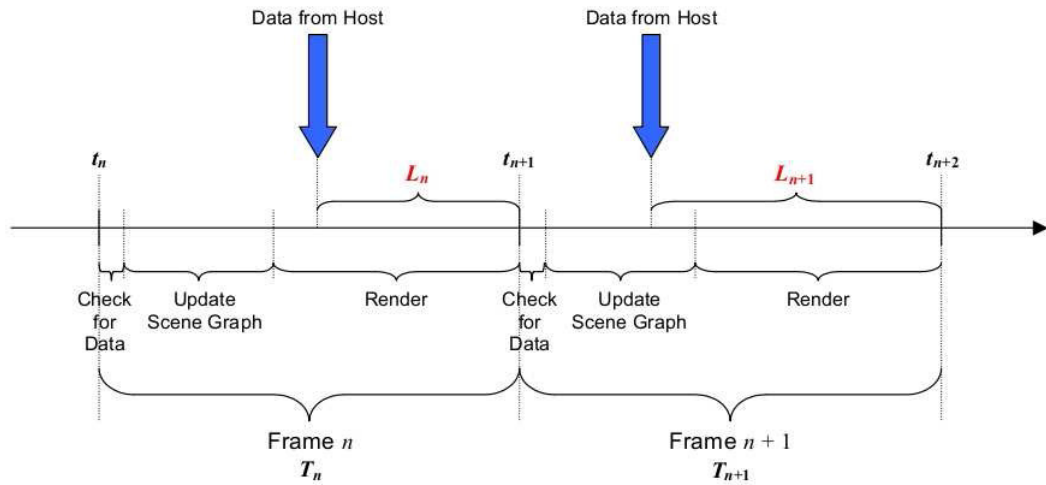 Data from Host
Data from Host
tn
tn+1
tn+2
Ln
Ln+1
Check
for
Data
Update
Scene Graph
Render
Check
for
Data
Update
Scene Graph
Render
Frame n
Tn
Frame n + 1
Tn+1